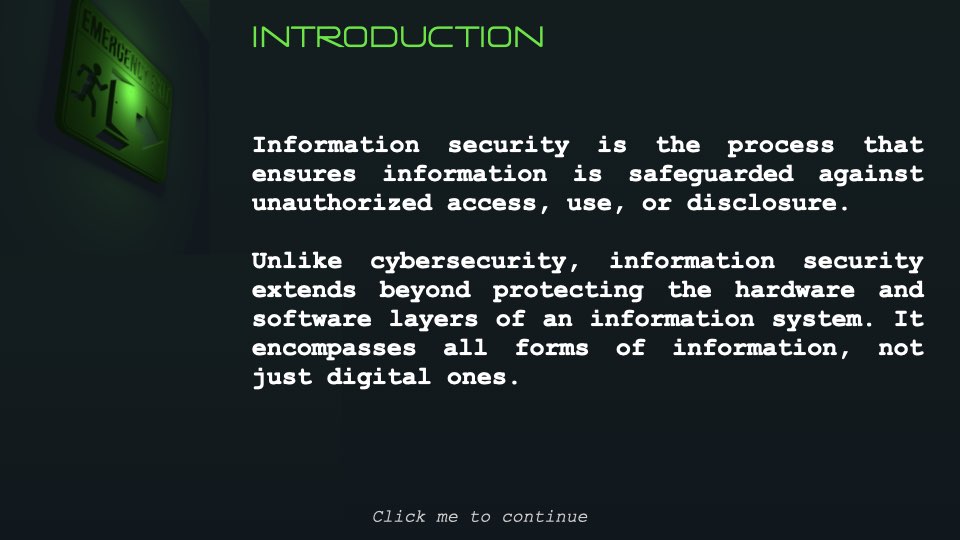 EMERGENCY EXIT
INTRODUCTION
Information security is the process that
ensures information is safeguarded against
unauthorized access, use, or disclosure.
Unlike cybersecurity, information security
extends beyond protecting the hardware and
software layers of an information system. It
encompasses all forms of information, not
just digital ones.
Click me to continue